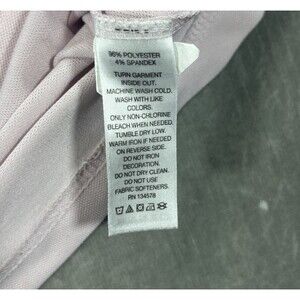 96% POLYESTER
4% SPANDEX
TURN GARMENT
INSIDE OUT.
MACHINE WASH COLD.
WASH WITH LIKE
COLORS.
ONLY NON-CHLORINE
BLEACH WHEN NEEDED.
TUMBLE DRY LOW.
WARM IRON IF NEEDED
ON REVERSE SIDE.
DO NOT IRON
DECORATION.
DO NOT DRY CLEAN.
DO NOT USE
FABRIC SOFTENERS.
RN 134578